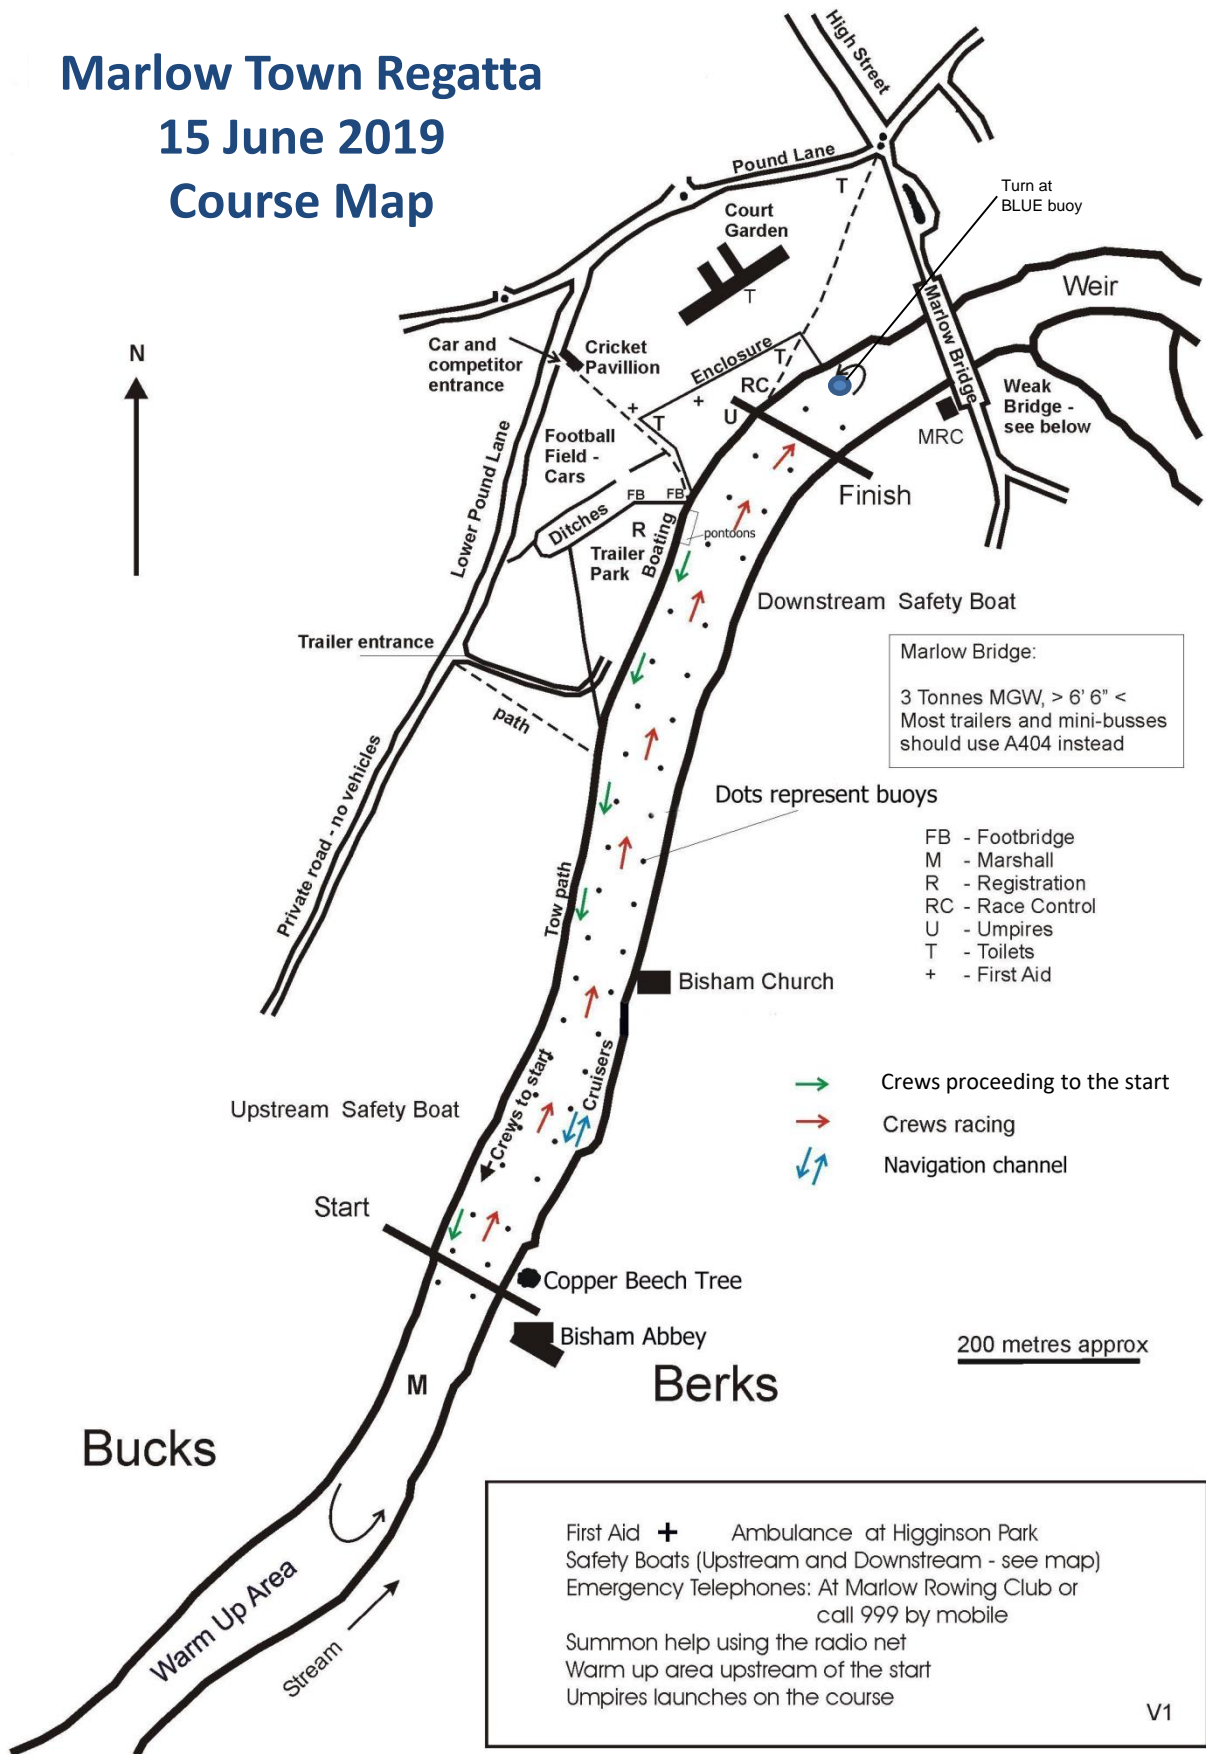 Marlow Town Regatta
15 June 2019
Course Map
High Street
Pound Lane
T
Turn at
BLUE buoy
Court
Garden
T
Weir
N
Marlow Bridge
Car and
competitor
entrance
Cricket
Pavillion
Enclosure
T
RC
+
+
T
U
Weak
Bridge -
see below
MRC
Football
Field -
Cars
Finish
Lower Pound Lane
FB
FB
Ditches
R
Boating
pontoons
Trailer
Park
Downstream Safety Boat
Trailer entrance
Marlow Bridge:
3 Tonnes MGW, > 6' 6" <
Most trailers and mini-busses
should use A404 instead
path
Private road - no vehicles
Dots represent buoys
FB - Footbridge
M - Marshall
R - Registration
RC - Race Control
U - Umpires
T - Toilets
+ - First Aid
Tow path
Bisham Church
Crews to start
Cruisers
Upstream Safety Boat
Crews proceeding to the start
Crews racing
Navigation channel
Start
Copper Beech Tree
Bisham Abbey
200 metres approx
M
Berks
Bucks
Warm Up Area
Stream
First Aid + Ambulance at Higginson Park
Safety Boats (Upstream and Downstream - see map)
Emergency Telephones: At Marlow Rowing Club or
call 999 by mobile
Summon help using the radio net
Warm up area upstream of the start
Umpires launches on the course
V1